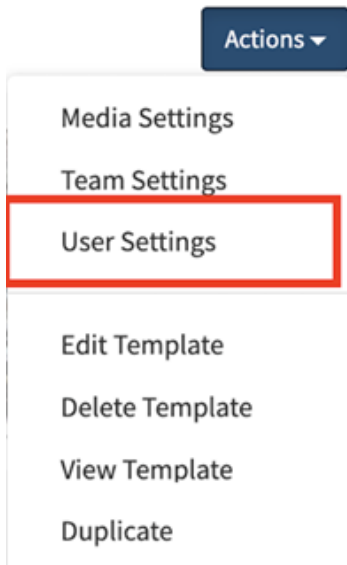 Actions
Media Settings
Team Settings
User Settings
Edit Template
Delete Template
View Template
Duplicate